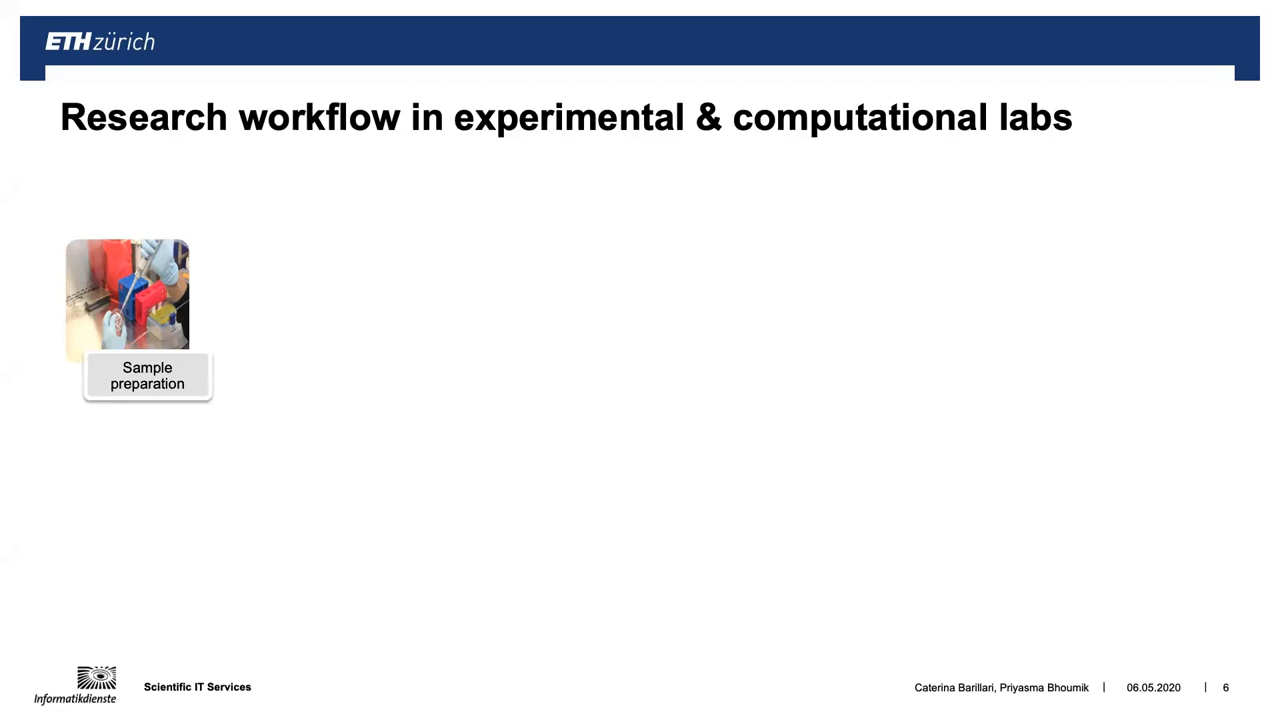 ETH zürich
Research workflow in experimental & computational labs
Sample
preparation
Informatikdienste
Scientific IT Services
Caterina Barillari, Priyasma Bhoumik | 06.05.2020 | 6